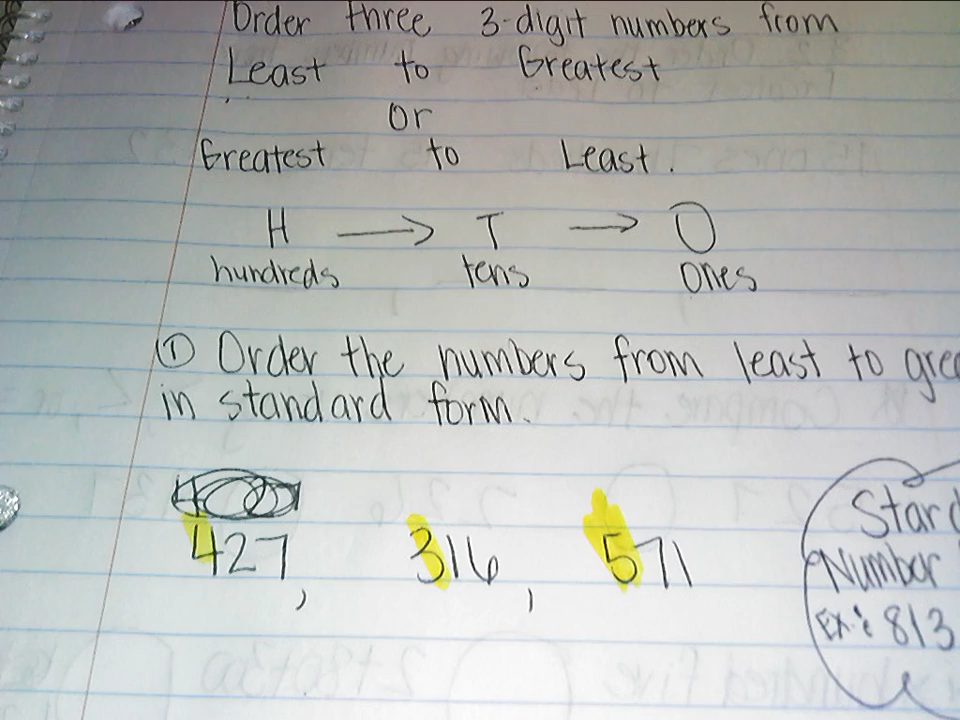 Order three 3-digit numbers from
Least to Greatest
or
Greatest to Least.
H → T → O
hundreds tens ones
① Order the numbers from least to
in standard form.
427, 316, 571
Number
Ex: 813